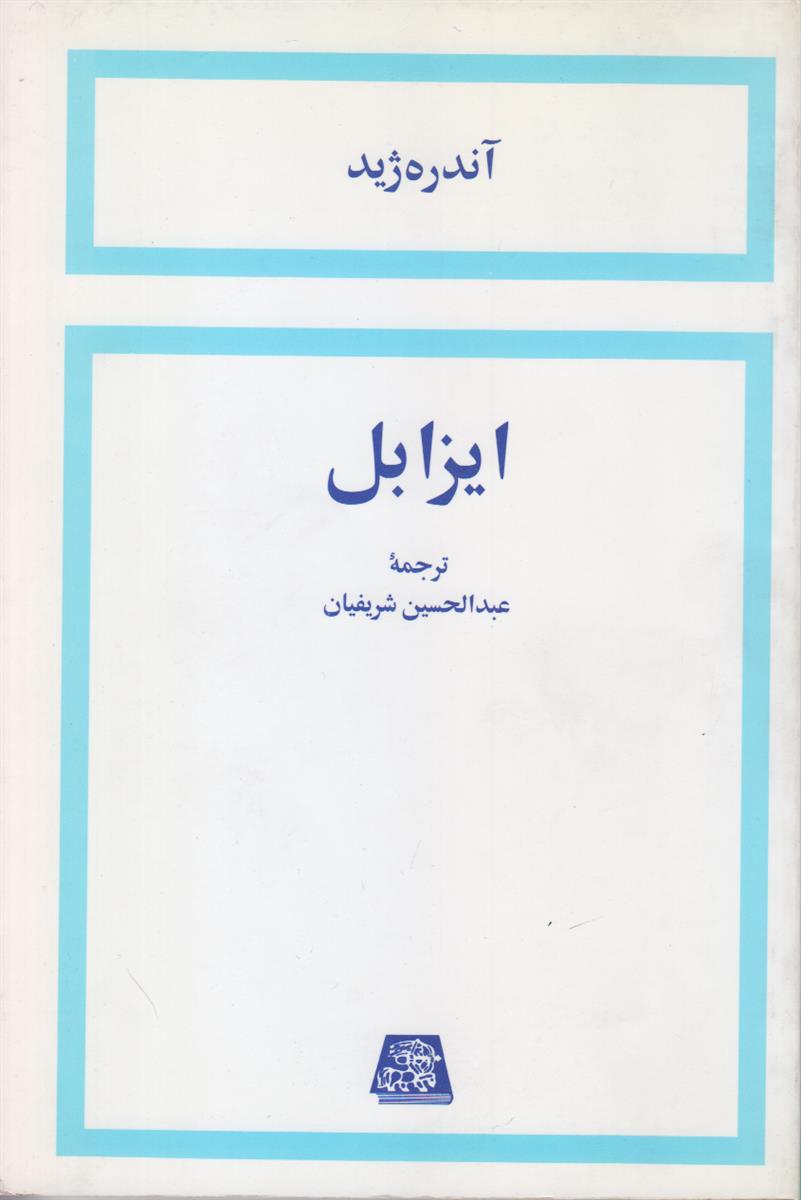 آندره‌ژید
ایزابل
ترجمهٔ
عبدالحسین شریفیان